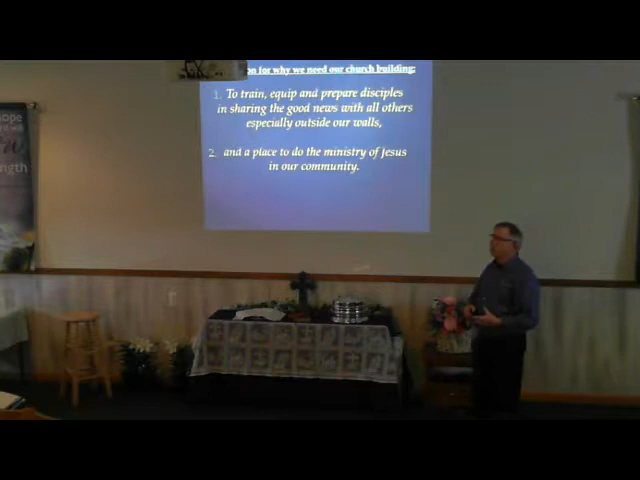 on for why we need our church building:
1. To train, equip and prepare disciples
in sharing the good news with all others
especially outside our walls,
2. and a place to do the ministry of Jesus
in our community.
hope